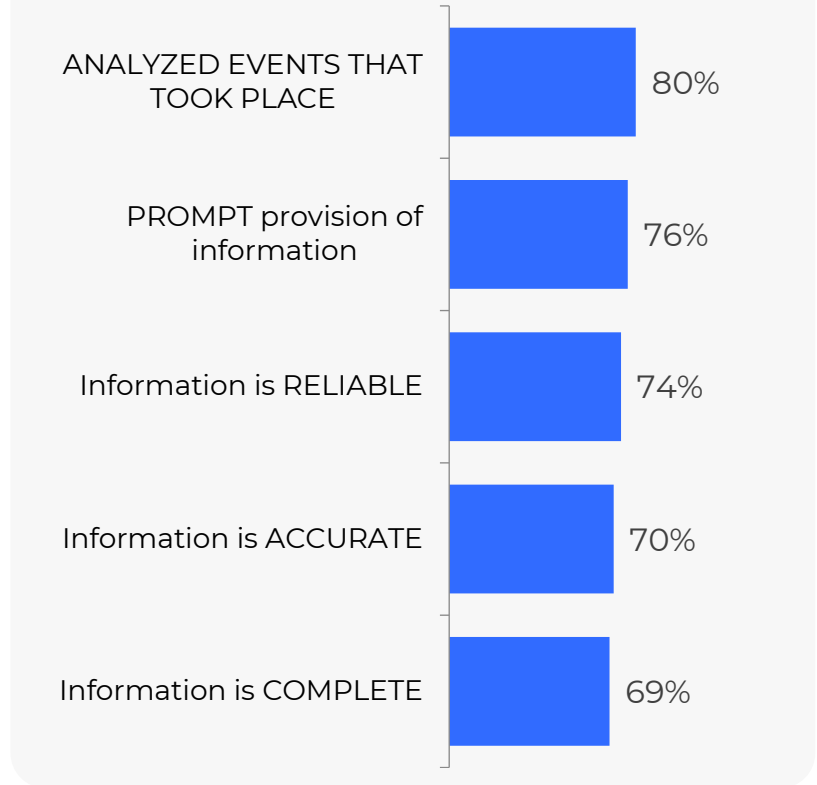 ANALYZED EVENTS THAT
TOOK PLACE
80%
PROMPT provision of
information
76%
Information is RELIABLE
74%
Information is ACCURATE
70%
Information is COMPLETE
69%